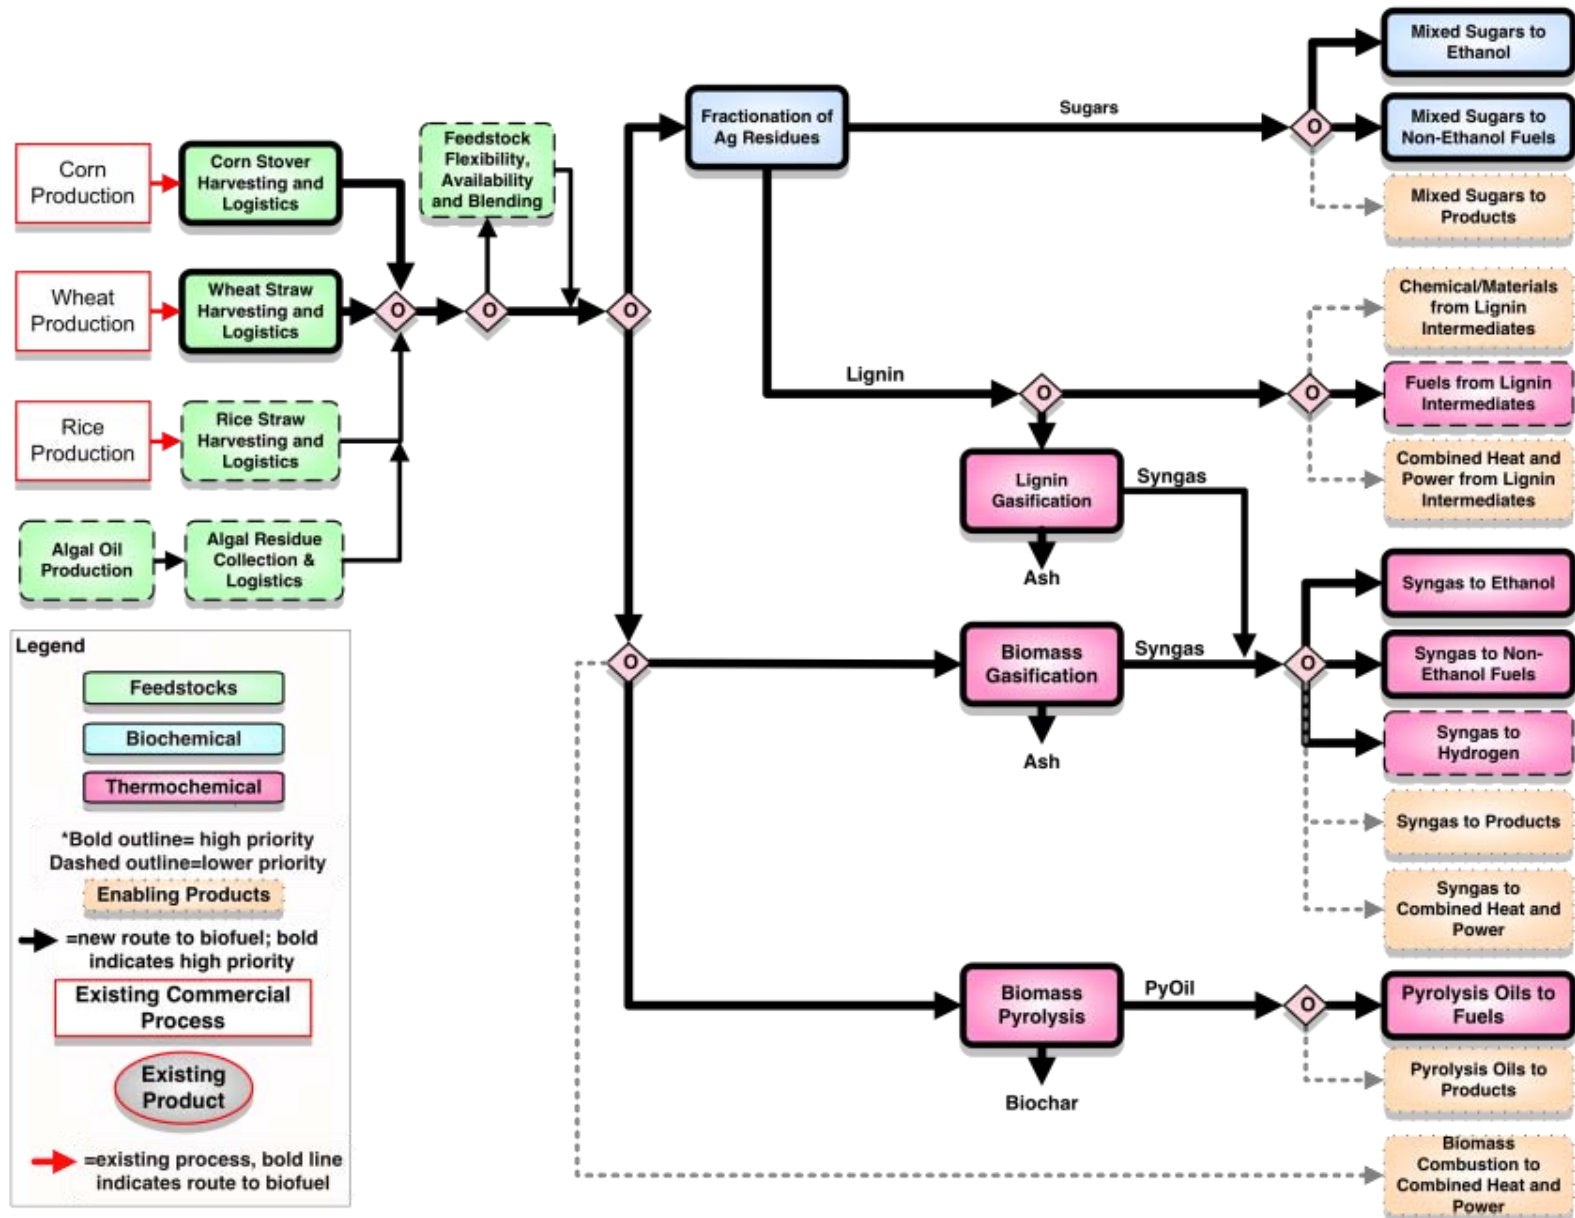 Corn
Production
Corn Stover
Harvesting and
Logistics
Wheat
Production
Wheat Straw
Harvesting and
Logistics
Rice
Production
Rice Straw
Harvesting and
Logistics
Algal Oil
Production
Algal Residue
Collection &
Logistics
Feedstock
Flexibility,
Availability
and Blending
O
O
O
O
Fractionation of
Ag Residues
Sugars
O
Mixed Sugars to
Ethanol
Mixed Sugars to
Non-Ethanol Fuels
Mixed Sugars to
Products
Lignin
O
O
Chemical/Materials
from Lignin
Intermediates
Fuels from Lignin
Intermediates
Combined Heat and
Power from Lignin
Intermediates
Lignin
Gasification
Syngas
Ash
Biomass
Gasification
Syngas
Ash
O
Syngas to Ethanol
Syngas to Non-
Ethanol Fuels
Syngas to
Hydrogen
Syngas to Products
Syngas to
Combined Heat and
Power
Biomass
Pyrolysis
PyOil
Biochar
O
Pyrolysis Oils to
Fuels
Pyrolysis Oils to
Products
Biomass
Combustion to
Combined Heat and
Power
Legend
Feedstocks
Biochemical
Thermochemical
*Bold outline= high priority
Dashed outline=lower priority
Enabling Products
=new route to biofuel; bold
indicates high priority
Existing Commercial
Process
Existing
Product
=existing process, bold line
indicates route to biofuel